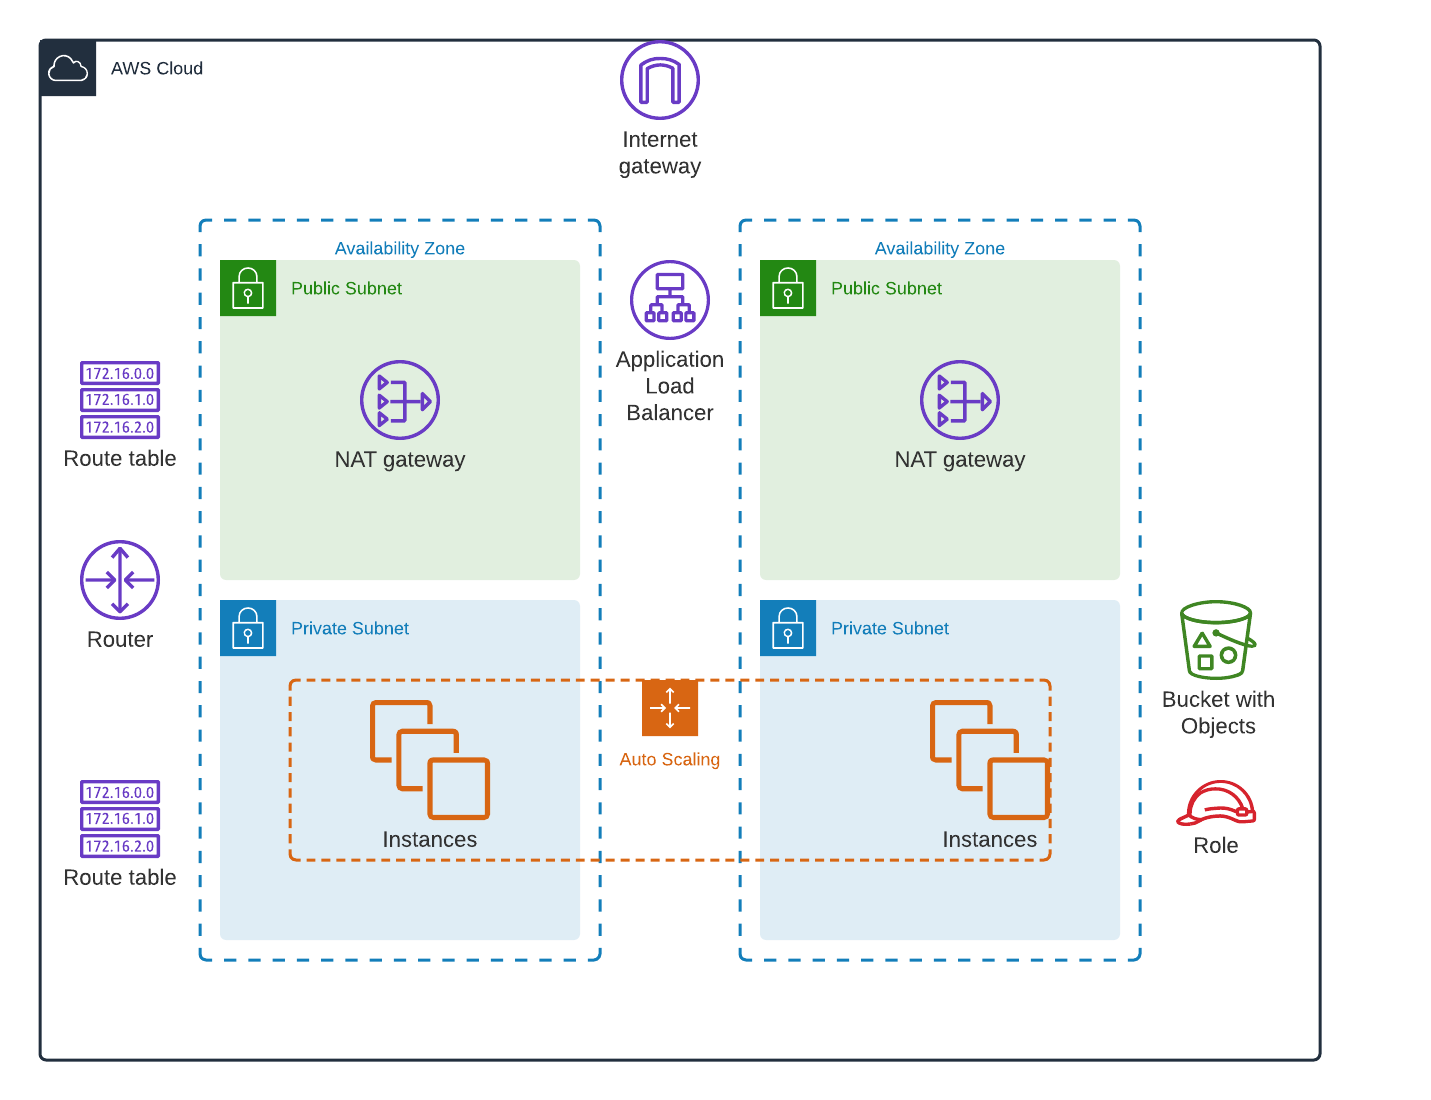 AWS Cloud
Internet
gateway
Availability Zone
Public Subnet
NAT gateway
Private Subnet
Instances
Application
Load
Balancer
Auto Scaling
Availability Zone
Public Subnet
NAT gateway
Private Subnet
Instances
172.16.0.0
172.16.1.0
172.16.2.0
Route table
Router
172.16.0.0
172.16.1.0
172.16.2.0
Route table
Bucket with
Objects
Role